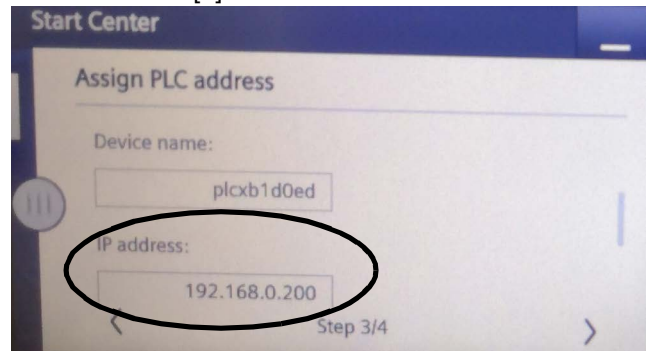 Start Center
Assign PLC address
Device name:
plcxb1d0ed
IP address:
192.168.0.200
Step 3/4